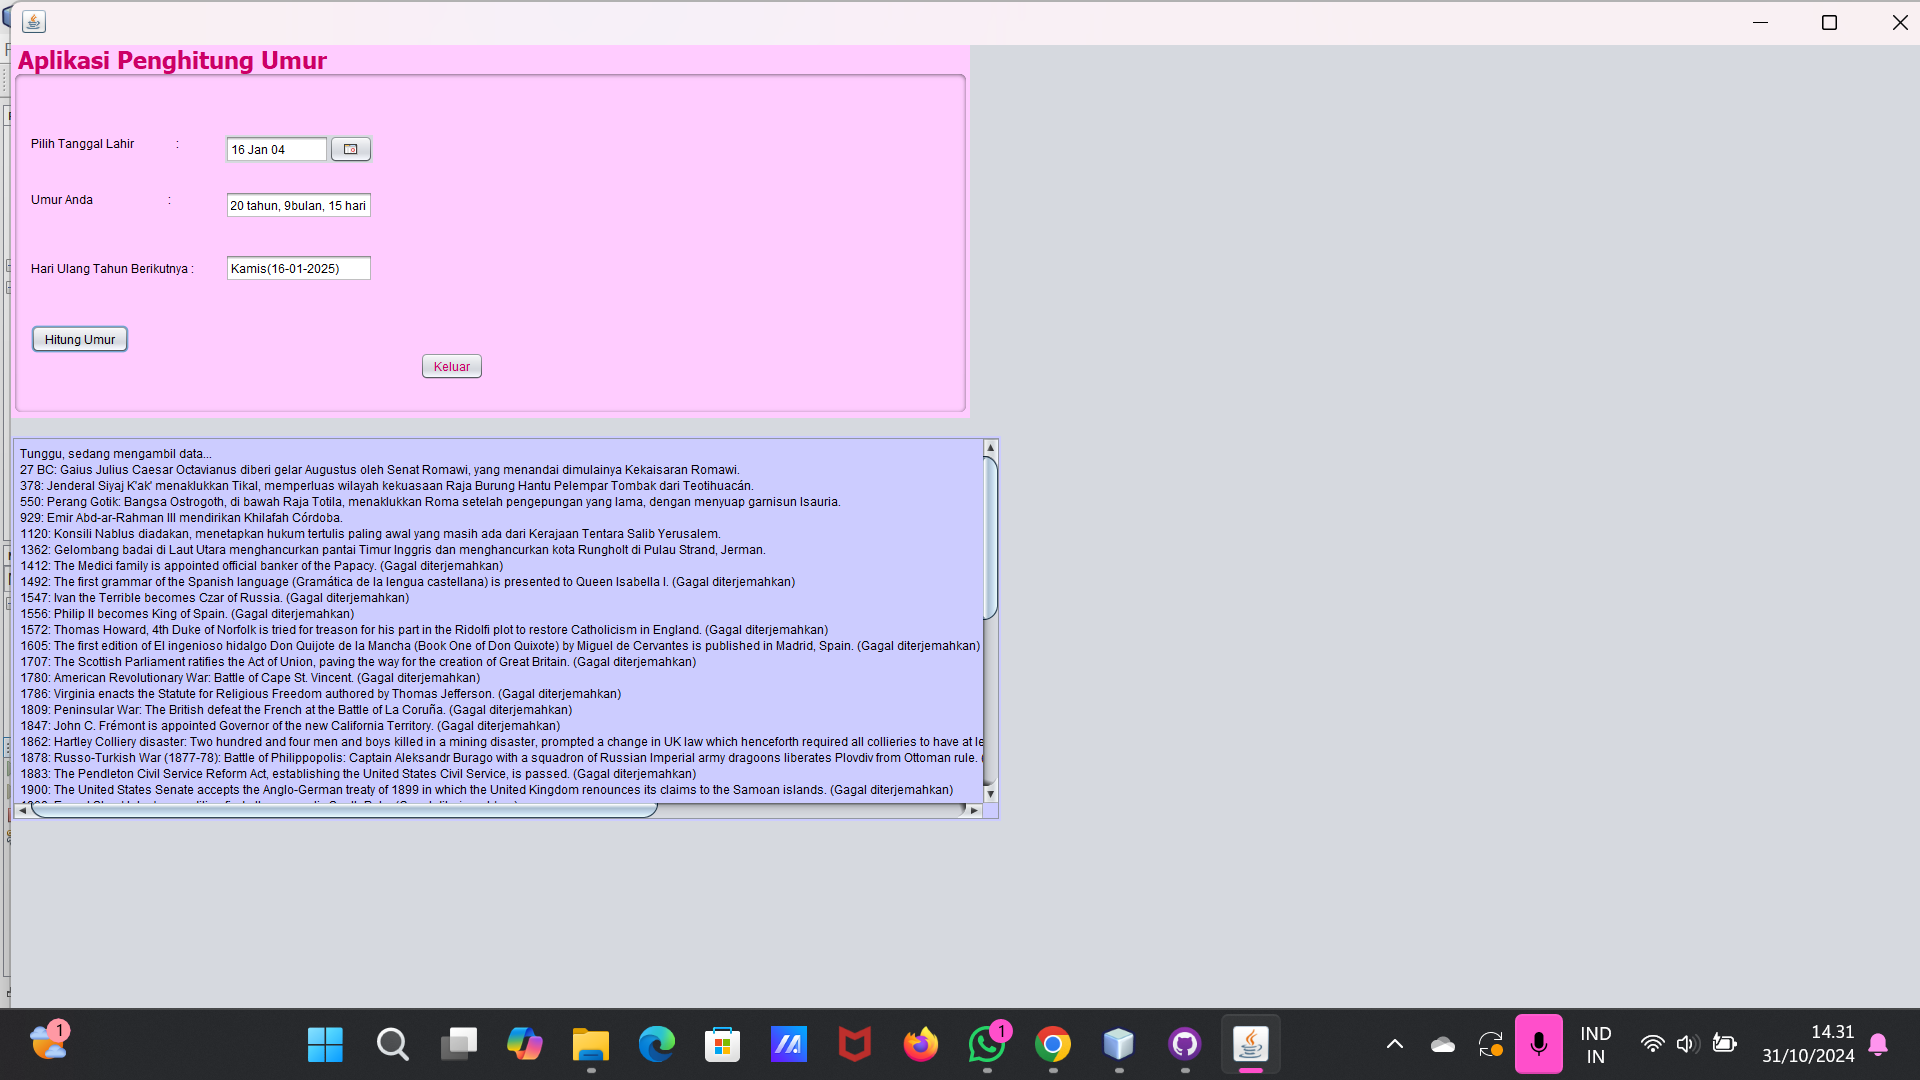 Aplikasi Penghitung Umur
Pilih Tanggal Lahir :
16 Jan 04
Umur Anda :
20 tahun, 9bulan, 15 hari
Hari Ulang Tahun Berikutnya :
Kamis(16-01-2025)
Hitung Umur
Keluar
Tunggu, sedang mengambil data...
27 BC: Gaius Julius Caesar Octavianus diberi gelar Augustus oleh Senat Romawi, yang menandai dimulainya Kekaisaran Romawi.
378: Jenderal Siyaj K'ak' menaklukkan Tikal, memperluas wilayah kekuasaan Raja Burung Hantu Pelempar Tombak dari Teotihuacán.
550: Perang Gotik: Bangsa Ostrogoth, di bawah Raja Totila, menaklukkan Roma setelah pengepungan yang lama, dengan menyuap garnisun Isauria.
929: Emir Abd-ar-Rahman III mendirikan Khilafah Córdoba.
1120: Konsili Nablus diadakan, menetapkan hukum tertulis paling awal yang masih ada dari Kerajaan Tentara Salib Yerusalem.
1362: Gelombang badai di Laut Utara menghancurkan pantai Timur Inggris dan menghancurkan kota Rungholt di Pulau Strand, Jerman.
1412: The Medici family is appointed official banker of the Papacy. (Gagal diterjemahkan)
1492: The first grammar of the Spanish language (Gramática de la lengua castellana) is presented to Queen Isabella I. (Gagal diterjemahkan)
1547: Ivan the Terrible becomes Czar of Russia. (Gagal diterjemahkan)
1556: Philip II becomes King of Spain. (Gagal diterjemahkan)
1572: Thomas Howard, 4th Duke of Norfolk is tried for treason for his part in the Ridolfi plot to restore Catholicism in England. (Gagal diterjemahkan)
1605: The first edition of El ingenioso hidalgo Don Quijote de la Mancha (Book One of Don Quixote) by Miguel de Cervantes is published in Madrid, Spain. (Gagal diterjemahkan)
1707: The Scottish Parliament ratifies the Act of Union, paving the way for the creation of Great Britain. (Gagal diterjemahkan)
1780: American Revolutionary War: Battle of Cape St. Vincent. (Gagal diterjemahkan)
1786: Virginia enacts the Statute for Religious Freedom authored by Thomas Jefferson. (Gagal diterjemahkan)
1809: Peninsular War: The British defeat the French at the Battle of La Coruña. (Gagal diterjemahkan)
1847: John C. Frémont is appointed Governor of the new California Territory. (Gagal diterjemahkan)
1862: Hartley Colliery disaster: Two hundred and four men and boys killed in a mining disaster, prompted a change in UK law which henceforth required all collieries to have at le
1878: Russo-Turkish War (1877-78): Battle of Philippopolis: Captain Aleksandr Burago with a squadron of Russian Imperial army dragoons liberates Plovdiv from Ottoman rule. (
1883: The Pendleton Civil Service Reform Act, establishing the United States Civil Service, is passed. (Gagal diterjemahkan)
1900: The United States Senate accepts the Anglo-German treaty of 1899 in which the United Kingdom renounces its claims to the Samoan islands. (Gagal diterjemahkan)
1
1
IND
IN
14.31
31/10/2024